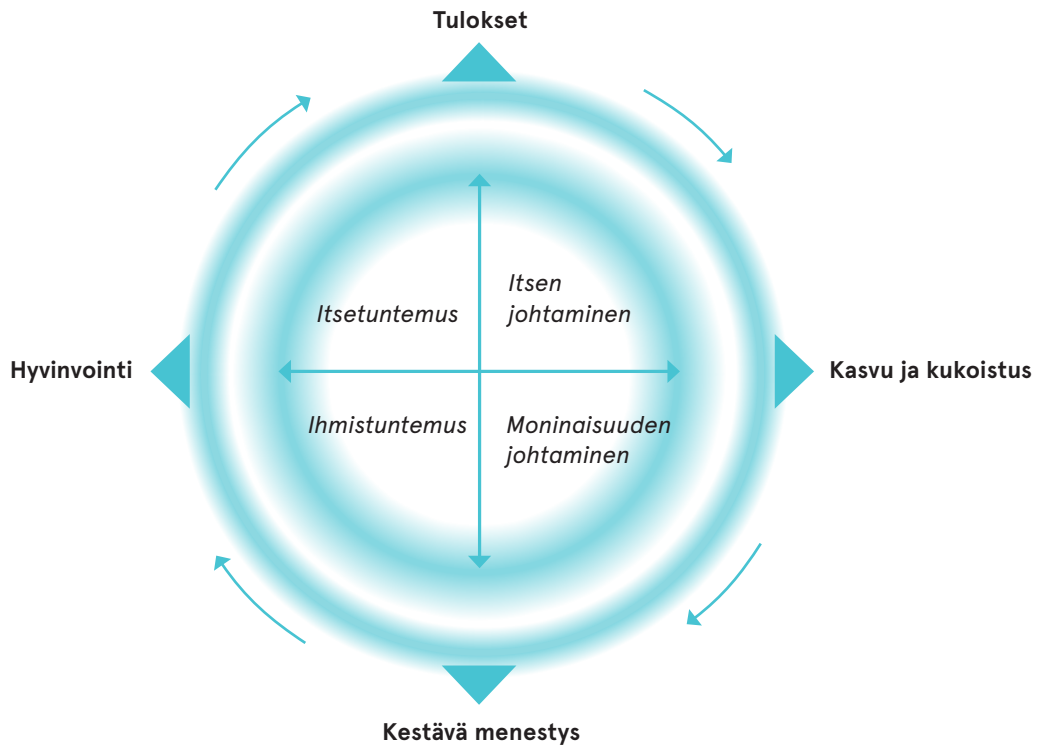 Tulokset
Itsen
johtaminen
Itsetuntemus
Hyvinvointi
Kasvu ja kukoistus
Ihmistuntemus
Moninaisuuden
johtaminen
Kestävä menestys